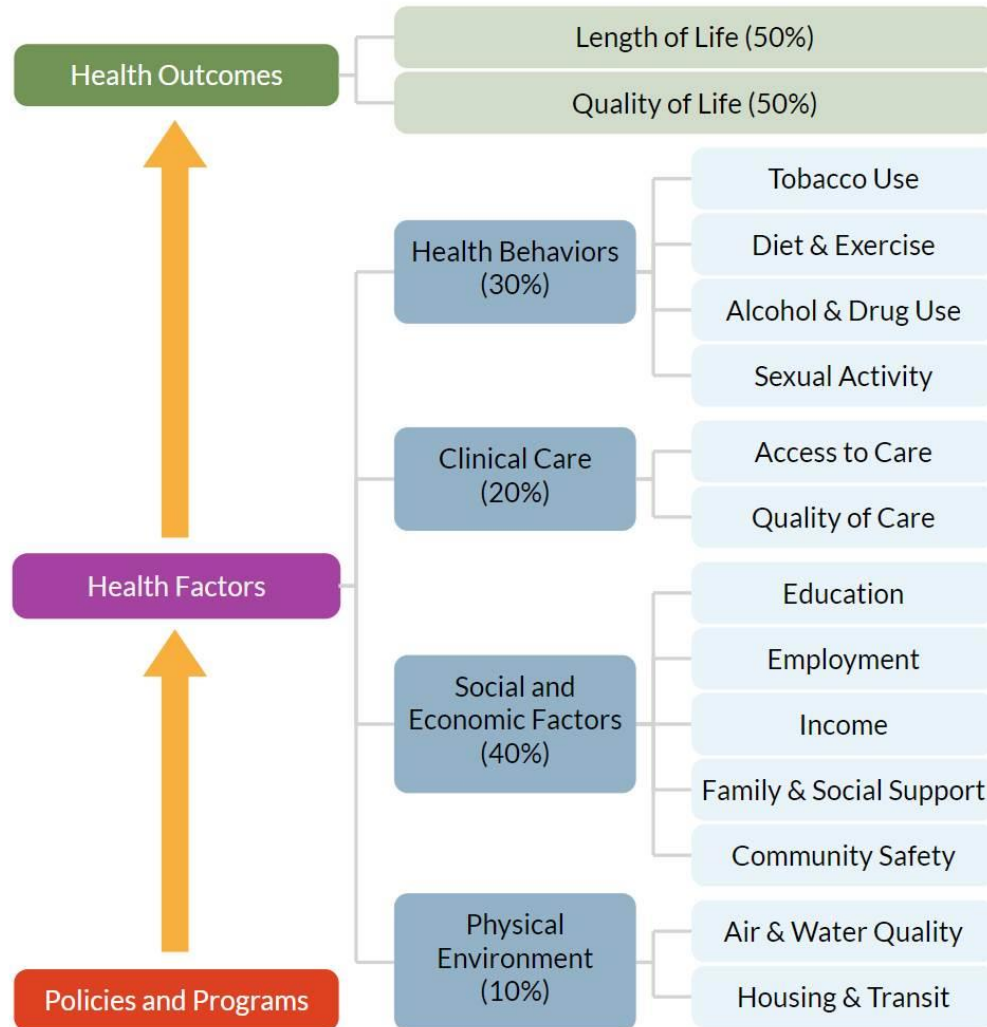 Health Outcomes
Length of Life (50%)
Quality of Life (50%)
Health Factors
Health Behaviors
(30%)
Tobacco Use
Diet & Exercise
Alcohol & Drug Use
Sexual Activity
Clinical Care
(20%)
Access to Care
Quality of Care
Social and
Economic Factors
(40%)
Education
Employment
Income
Family & Social Support
Community Safety
Physical
Environment
(10%)
Air & Water Quality
Housing & Transit
Policies and Programs